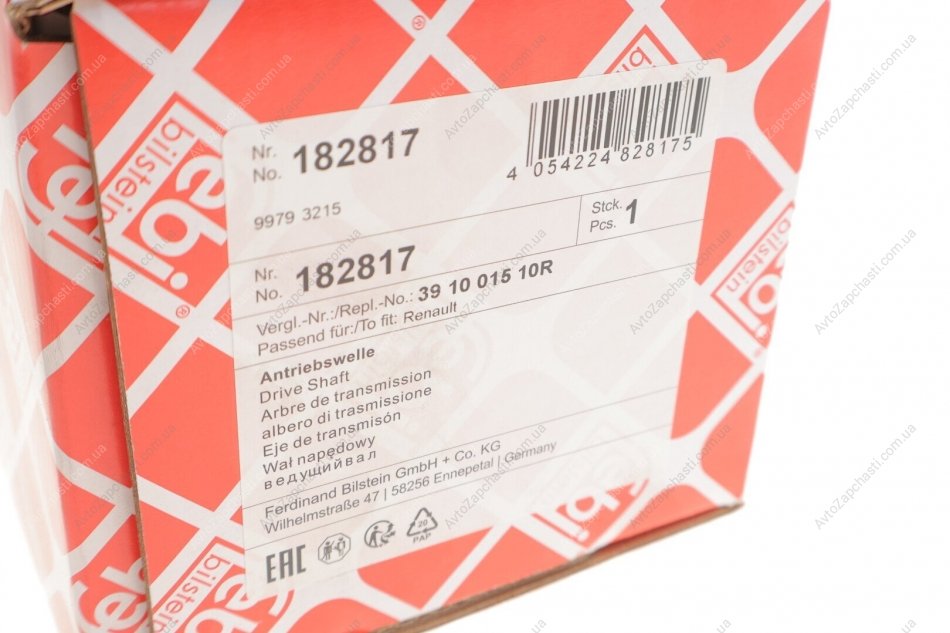 febi
bilstein
®
Nr.
No. 182817
4 054224 828175
9979 3215
Stck.
Pcs. 1
Nr.
No. 182817
Vergl.-Nr.:/Repl.-No.: 39 10 015 10R
Passend für:/To fit: Renault
Antriebswelle
Drive Shaft
Arbre de transmission
albero di trasmissione
Eje de transmisón
Wał napędowy
ведущийвал
Ferdinand Bilstein GmbH + Co. KG
Wilhelmstraße 47 | 58256 Ennepetal | Germany
EAC
20
PAP
febi
bilstein
AvtoZapchasti.com.ua